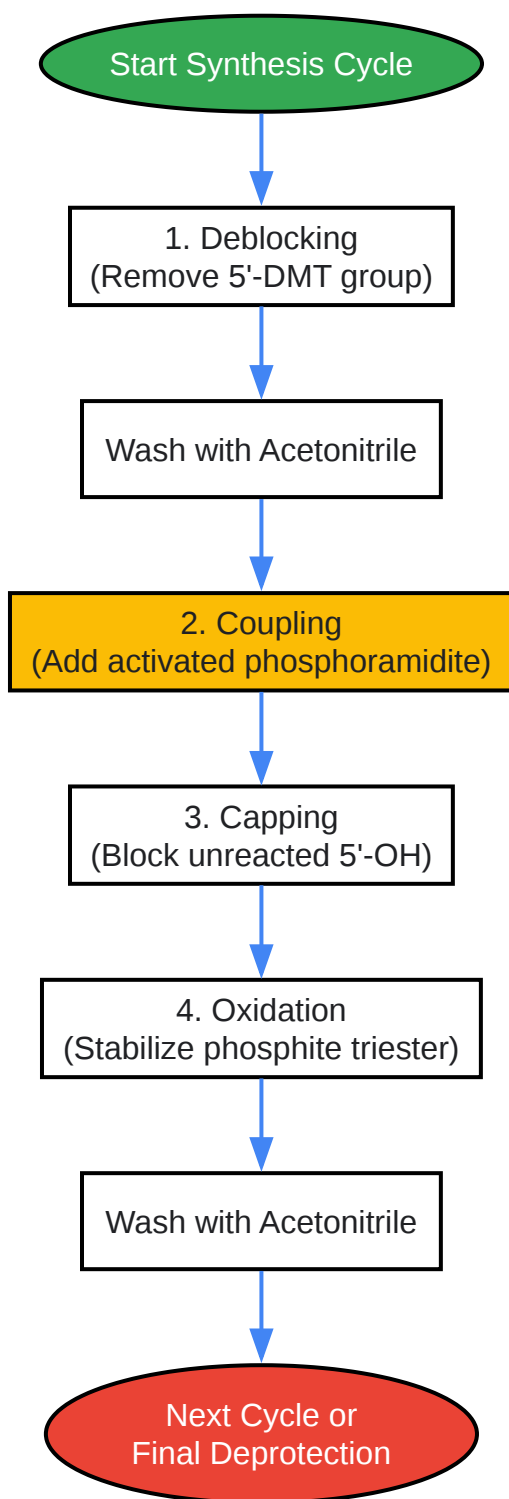 Start Synthesis Cycle
1. Deblocking
(Remove 5'-DMT group)
Wash with Acetonitrile
2. Coupling
(Add activated phosphoramidite)
3. Capping
(Block unreacted 5'-OH)
4. Oxidation
(Stabilize phosphite triester)
Wash with Acetonitrile
Next Cycle or
Final Deprotection